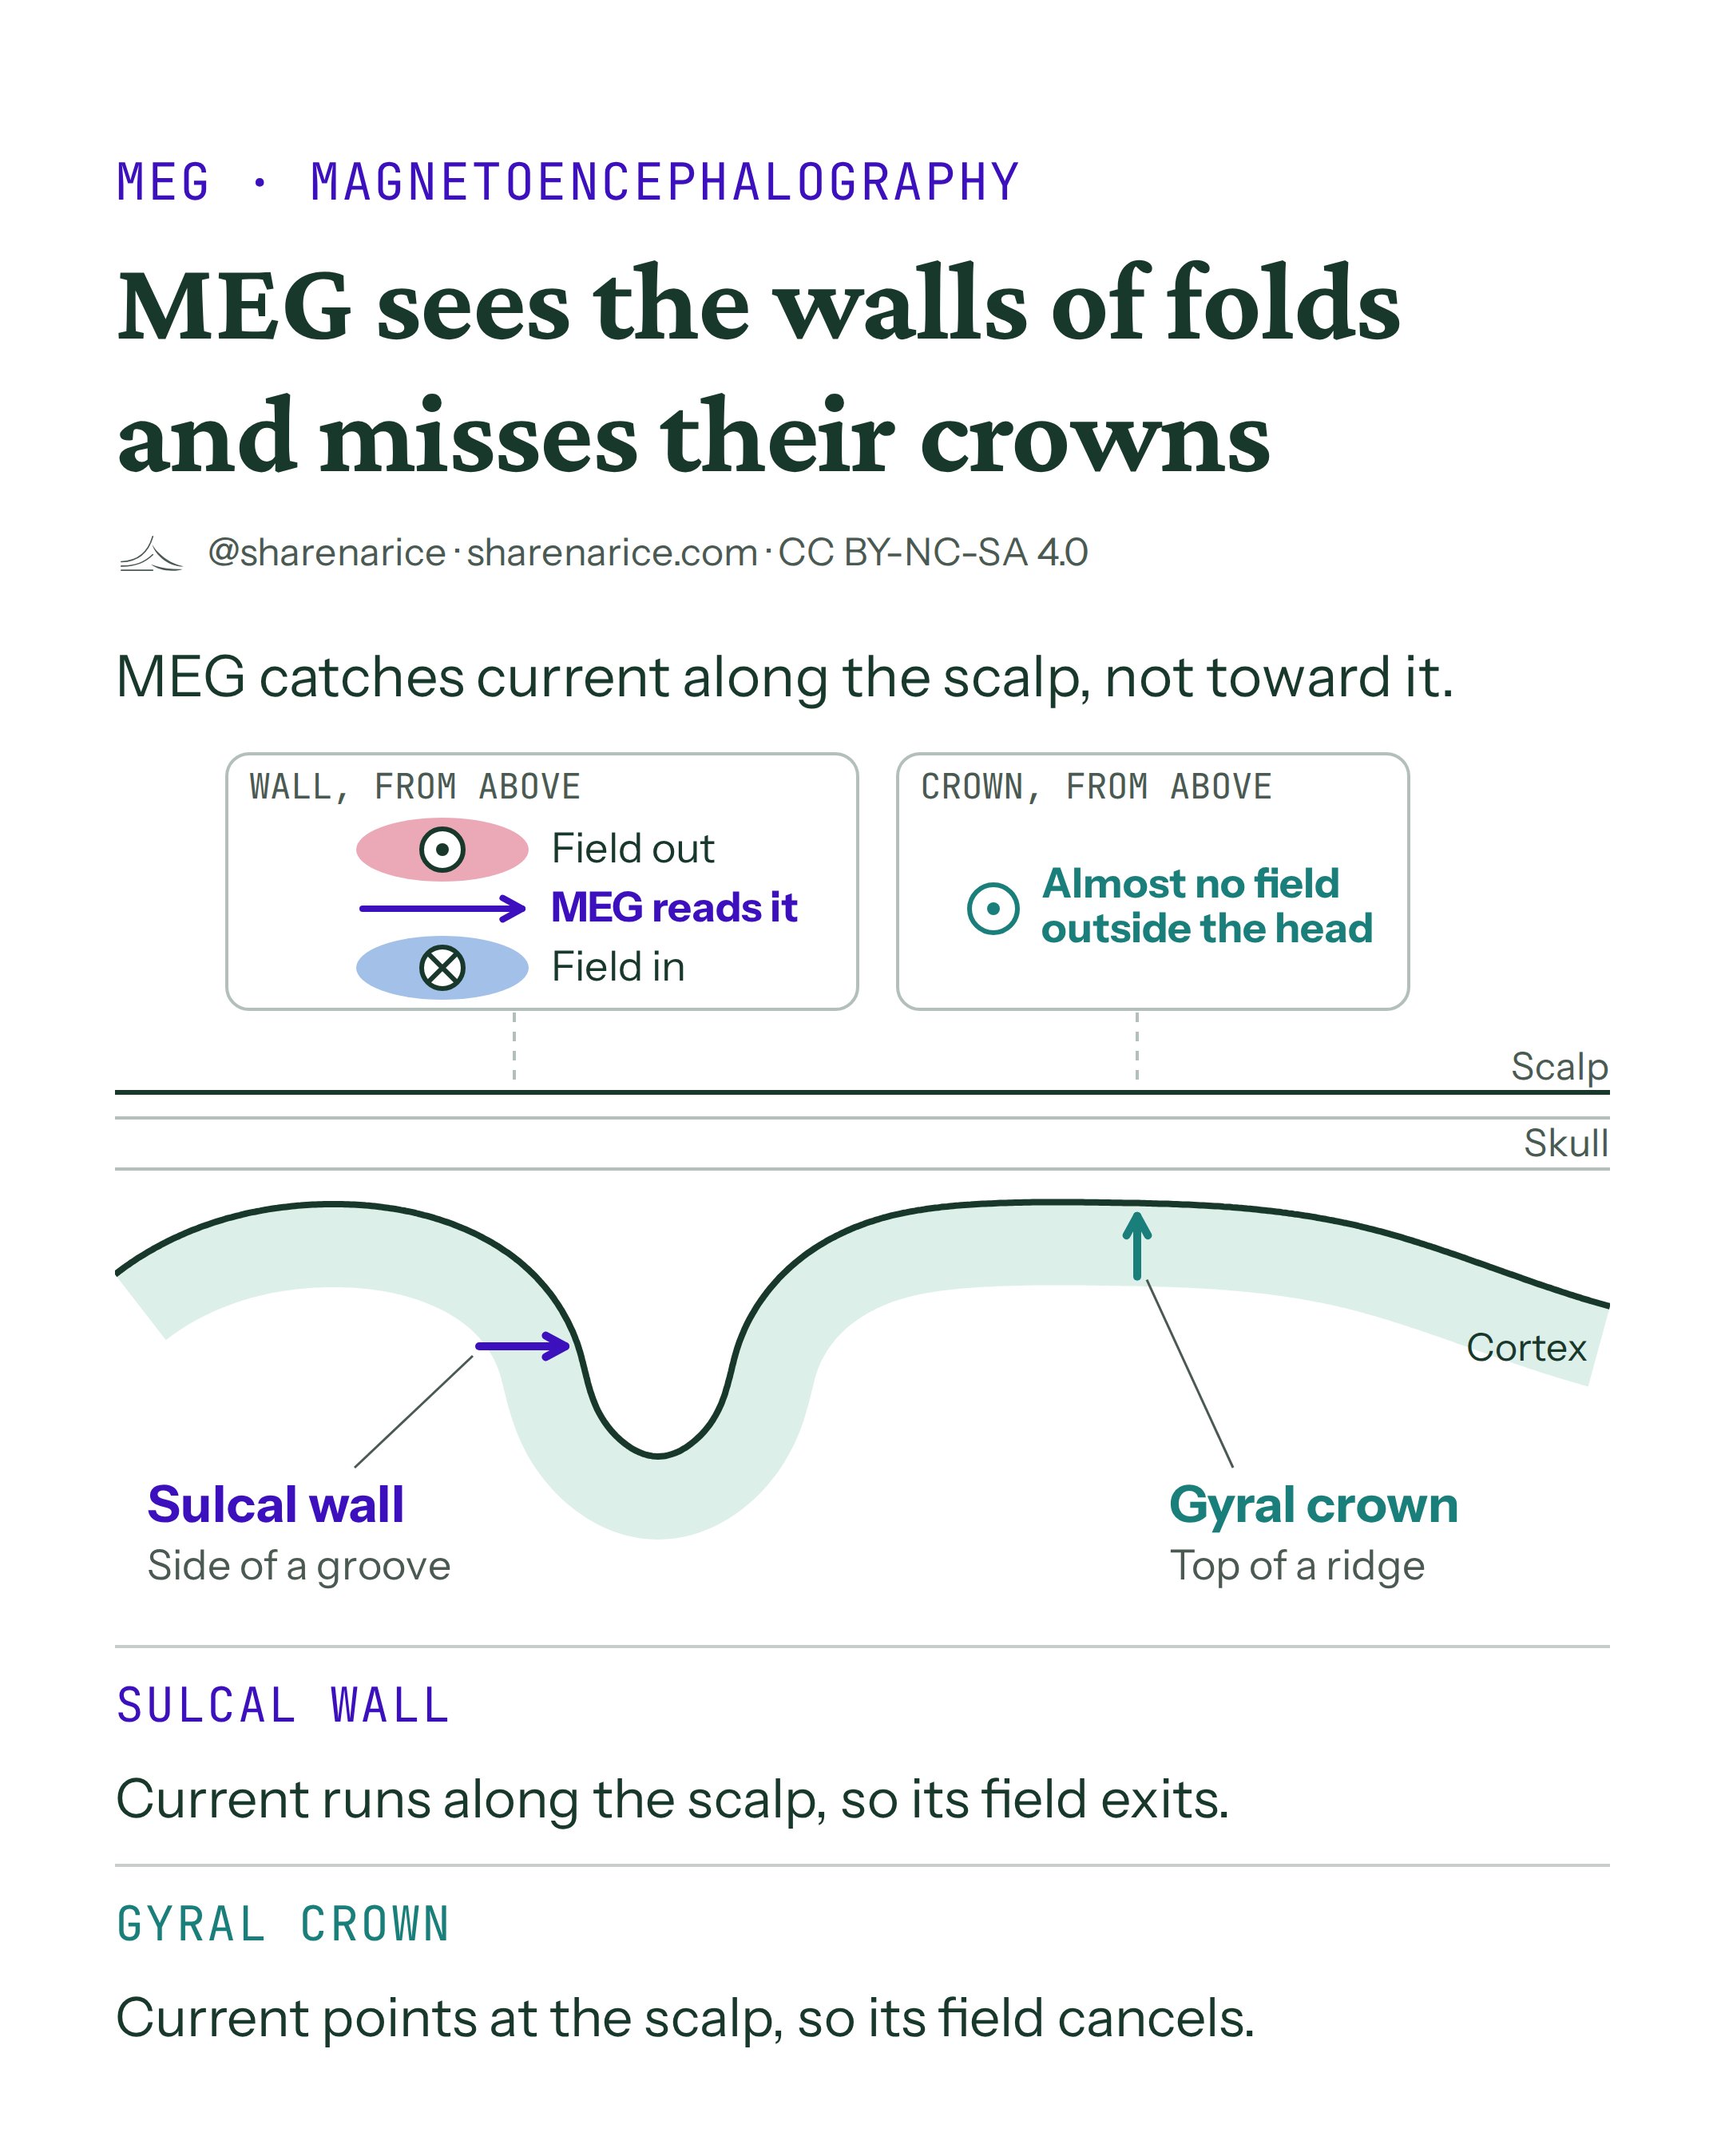 MEG · MAGNETOENCEPHALOGRAPHY
MEG sees the walls of folds
and misses their crowns
@sharenarice · sharenarice.com · CC BY-NC-SA 4.0
MEG catches current along the scalp, not toward it.
WALL, FROM ABOVE
Field out
MEG reads it
Field in
CROWN, FROM ABOVE
Almost no field
outside the head
Scalp
Skull
Cortex
Sulcal wall
Side of a groove
Gyral crown
Top of a ridge
SULCAL WALL
Current runs along the scalp, so its field exits.
GYRAL CROWN
Current points at the scalp, so its field cancels.